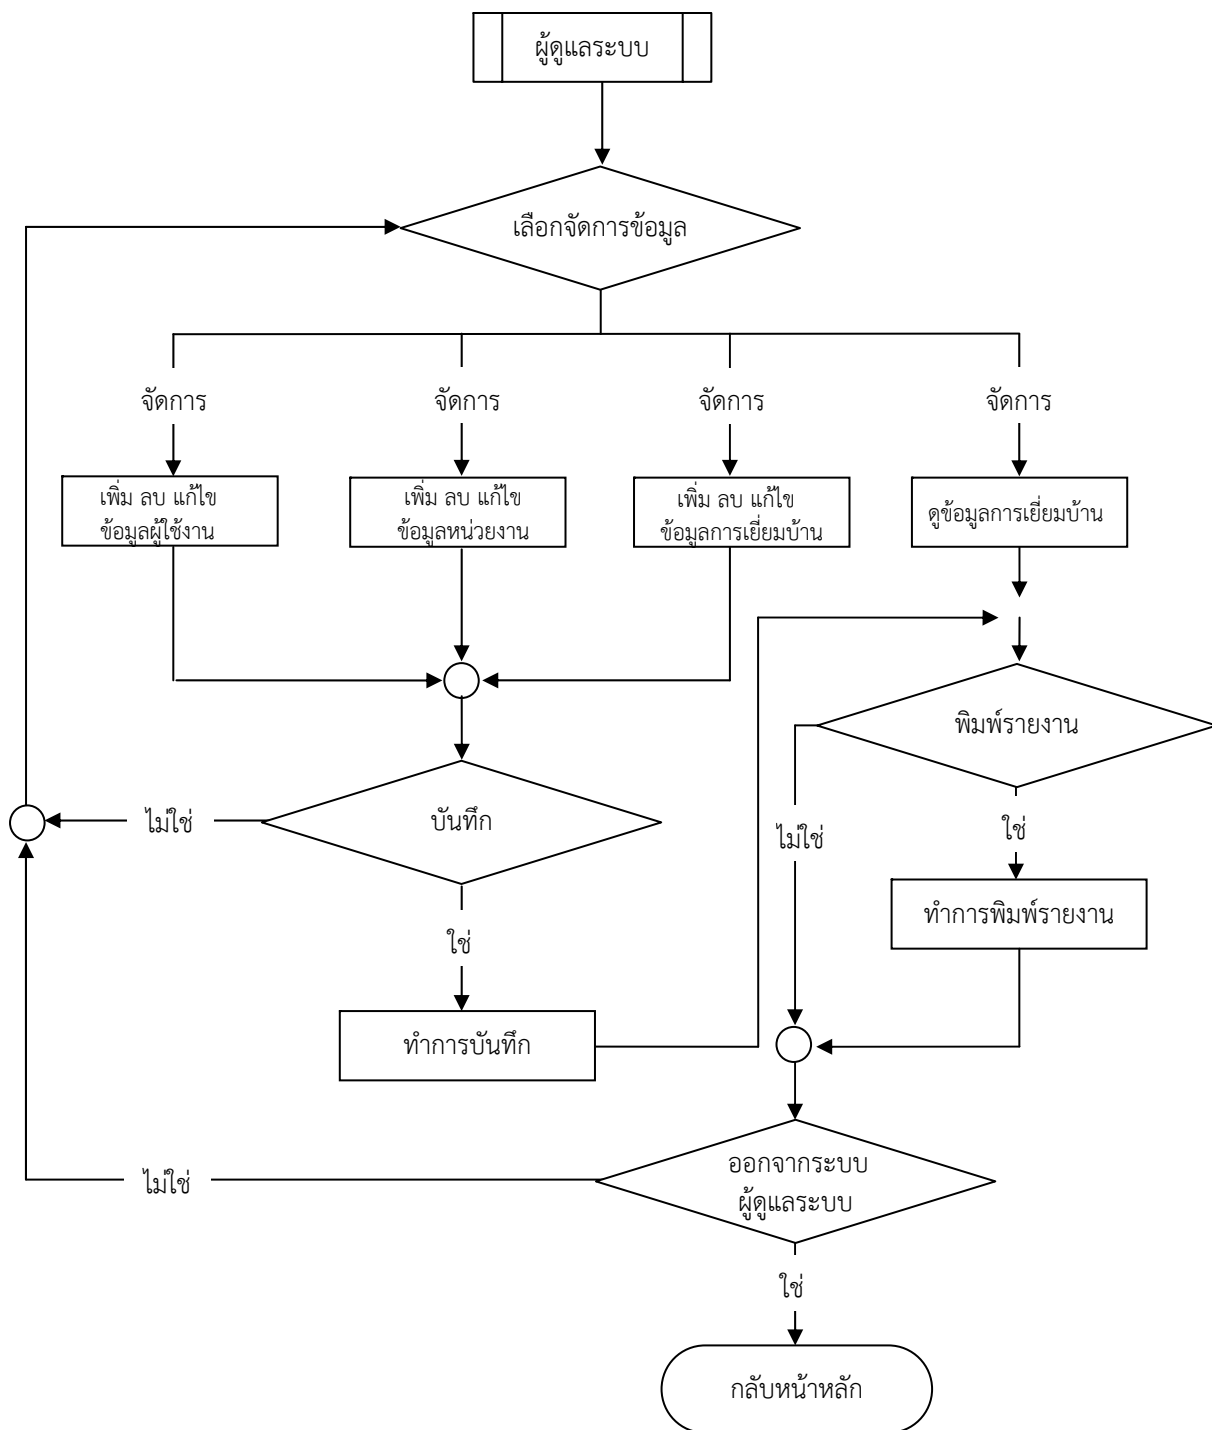 ผู้ดูแลระบบ
เลือกจัดการข้อมูล
จัดการ
จัดการ
จัดการ
จัดการ
เพิ่ม ลบ แก้ไข
ข้อมูลผู้ใช้งาน
เพิ่ม ลบ แก้ไข
ข้อมูลหน่วยงาน
เพิ่ม ลบ แก้ไข
ข้อมูลการเยี่ยมบ้าน
ดูข้อมูลการเยี่ยมบ้าน
พิมพ์รายงาน
ไม่ใช่
บันทึก
ไม่ใช่
ใช่
ทำการพิมพ์รายงาน
ใช่
ทำการบันทึก
ไม่ใช่
ออกจากระบบ
ผู้ดูแลระบบ
ใช่
กลับหน้าหลัก